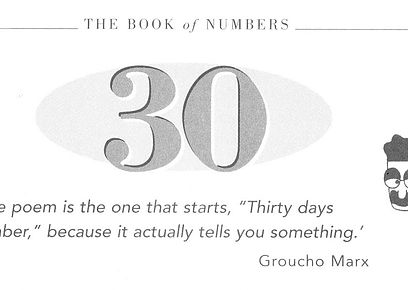 THE BOOK of NUMBERS
30
poem is the one that starts, “Thirty days
because it actually tells you something.’
Groucho Marx